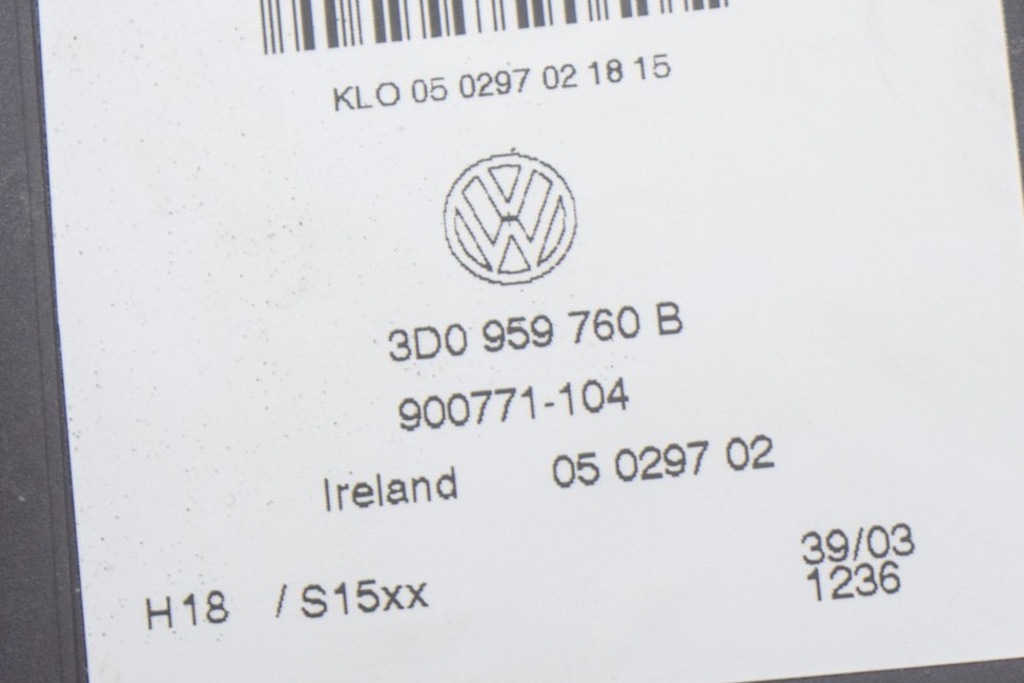 KLO 05 0297 02 18 15
3D0 959 760 B
900771-104
Ireland 05 0297 02
39/03
H18 / S15xx 1236